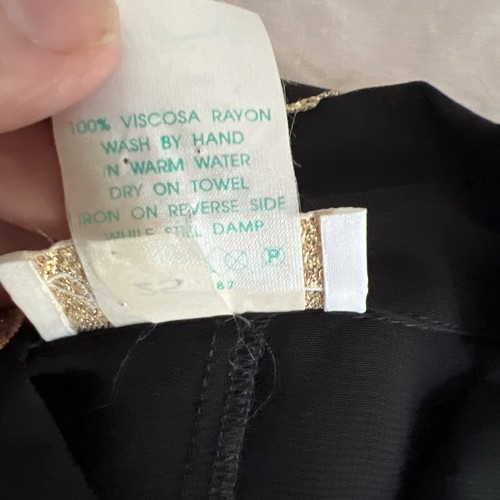 100% VISCOSA RAYON
WASH BY HAND
IN WARM WATER
DRY ON TOWEL
IRON ON REVERSE SIDE
WHILE STILL DAMP
P
87